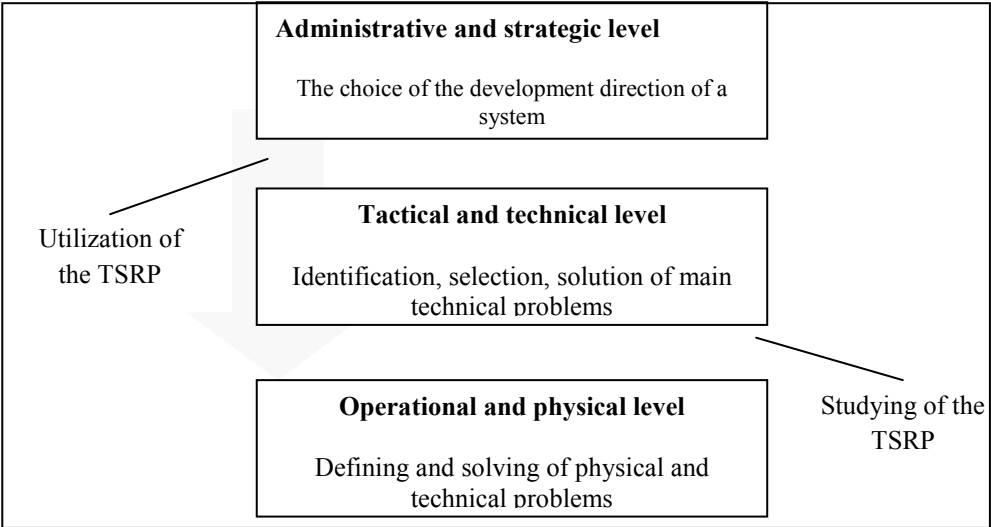 Administrative and strategic level
The choice of the development direction of a
system
Utilization of
the TSRP
Tactical and technical level
Identification, selection, solution of main
technical problems
Operational and physical level
Defining and solving of physical and
technical problems
Studying of the
TSRP